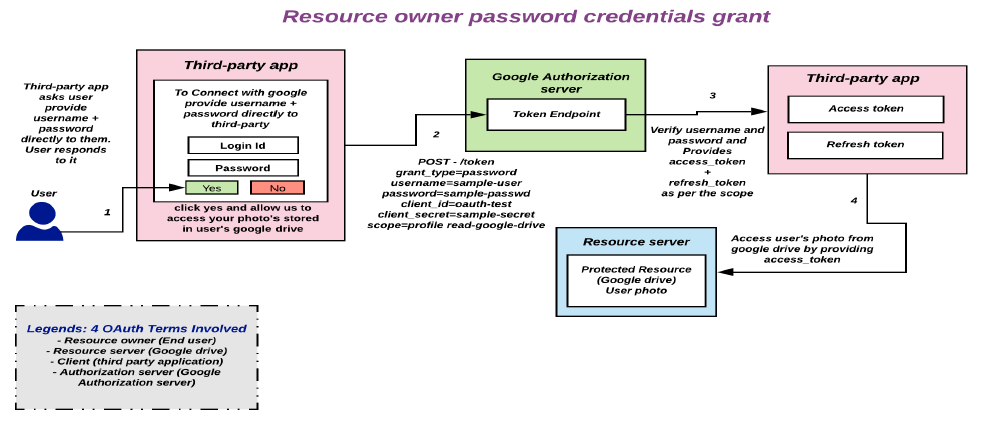 Resource owner password credentials grant
Third-party app
asks user
provide
username +
password
directly to them.
User responds
to it
User
1
Third-party app
To Connect with google
provide username +
password directly to
third-party
Login Id
Password
Yes
No
click yes and allow us to
access your photo's stored
in user's google drive
2
POST - /token
grant_type=password
username=sample-user
password=sample-passwd
client_id=oauth-test
client_secret=sample-secret
scope=profile read-google-drive
Google Authorization
server
Token Endpoint
3
Verify username and
password and
Provides
access_token
+
refresh_token
as per the scope
Third-party app
Access token
Refresh token
4
Access user's photo from
google drive by providing
access_token
Resource server
Protected Resource
(Google drive)
User photo
Legends: 4 OAuth Terms Involved
- Resource owner (End user)
- Resource server (Google drive)
- Client (third party application)
- Authorization server (Google
Authorization server)